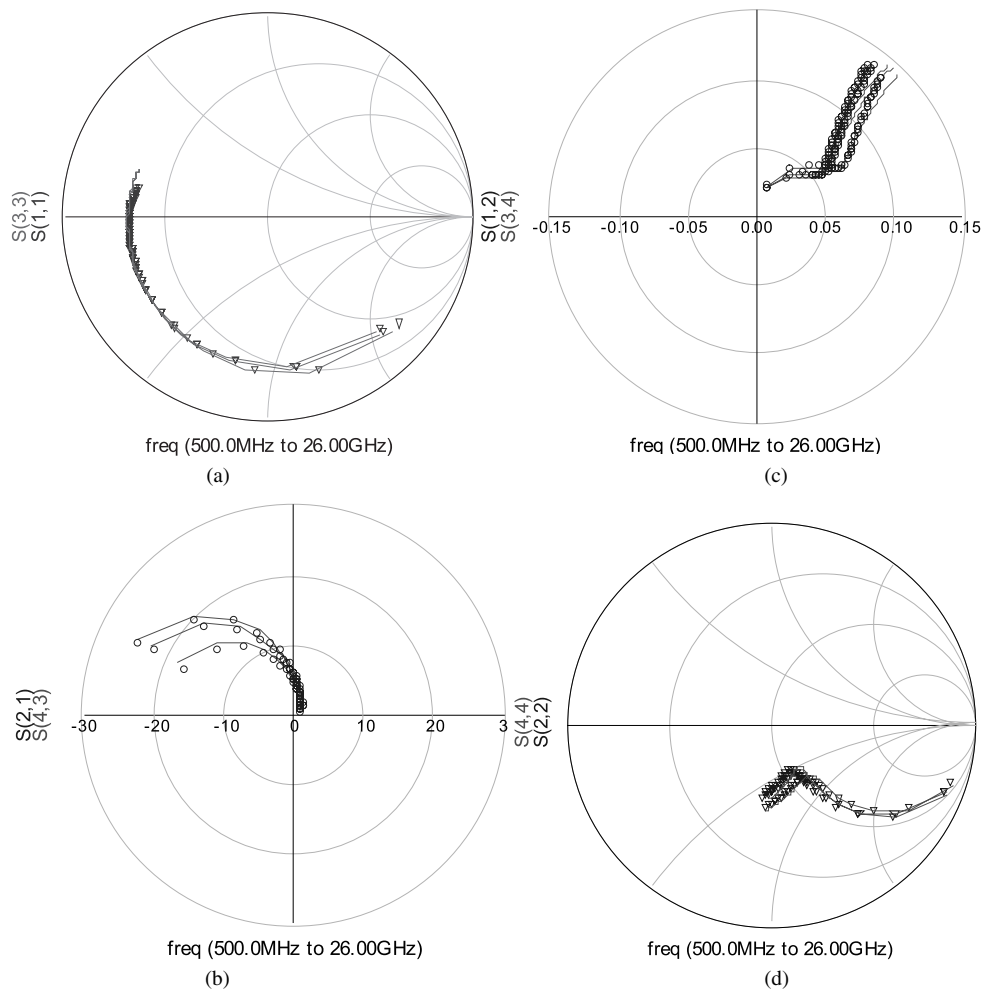 S(3,3)
S(1,1)
freq (500.0MHz to 26.00GHz)
(a)
S(1,2)
S(3,4)
-0.15 -0.10 -0.05 0.00 0.05 0.10 0.15
freq (500.0MHz to 26.00GHz)
(c)
S(2,1)
S(4,3)
-30 -20 -10 0 10 20 3
freq (500.0MHz to 26.00GHz)
(b)
S(4,4)
S(2,2)
freq (500.0MHz to 26.00GHz)
(d)